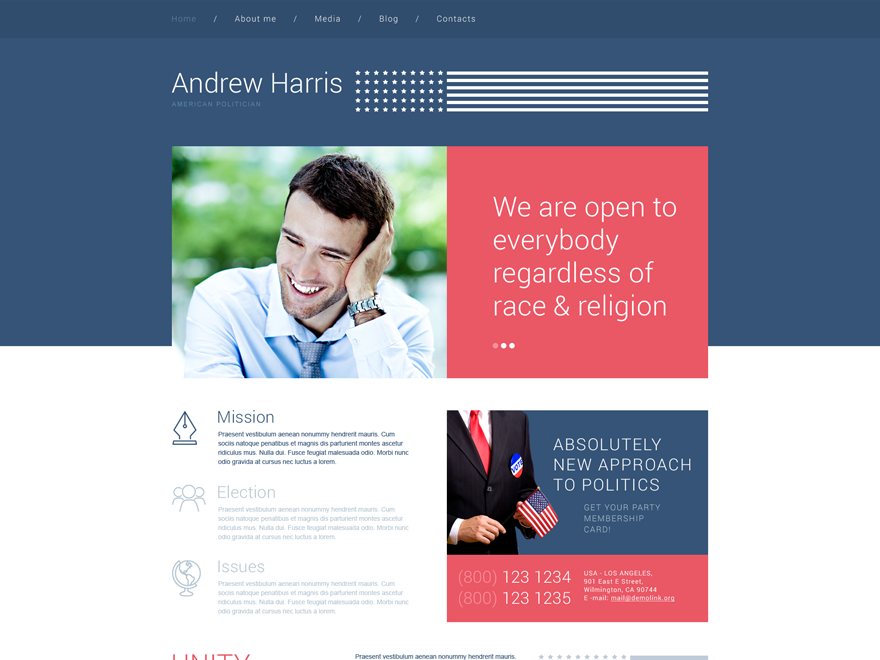 Home / About me / Media / Blog / Contacts
Andrew Harris
AMERICAN POLITICIAN
We are open to
everybody
regardless of
race & religion
Mission
Praesent vestibulum aenean nonummy hendrerit mauris. Cum
sociis natoque penatibus et magnis dis parturient montes ascetur
ridiculus mus. Nulla dui. Fusce feugiat malesuada odio. Morbi nunc
odio gravida at cursus nec luctus a lorem.
Election
Praesent vestibulum aenean nonummy hendrerit mauris. Cum
sociis natoque penatibus et magnis dis parturient montes ascetur
ridiculus mus. Nulla dui. Fusce feugiat malesuada odio. Morbi nunc
odio gravida at cursus nec luctus a lorem.
Issues
Praesent vestibulum aenean nonummy hendrerit mauris. Cum
sociis natoque penatibus et magnis dis parturient montes ascetur
ridiculus mus. Nulla dui. Fusce feugiat malesuada odio. Morbi nunc
odio gravida at cursus nec luctus a lorem.
VOTE
ABSOLUTELY
NEW APPROACH
TO POLITICS
GET YOUR PARTY
MEMBERSHIP
CARD!
(800) 123 1234
(800) 123 1235
USA - LOS ANGELES,
901 East E Street,
Wilmington, CA 90744
E -mail: mail@demolink.org
UNITY
Praesent vestibulum aenean nonummy hendrerit mauris.